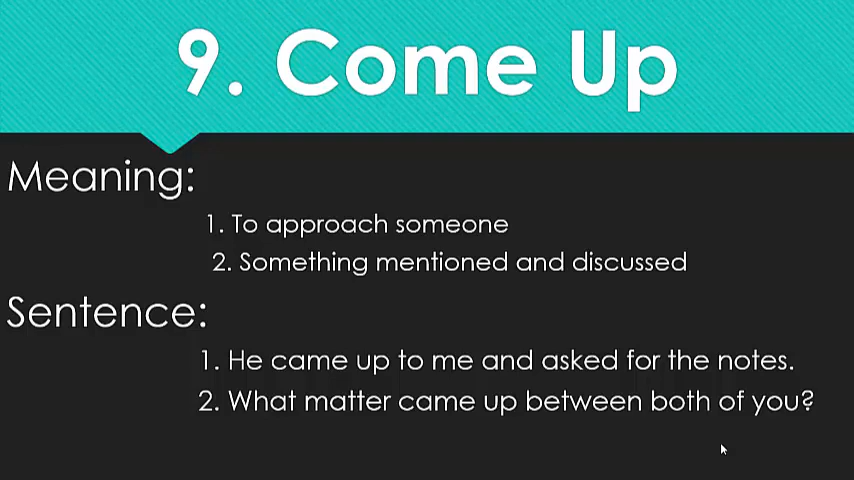 9. Come Up
Meaning:
1. To approach someone
2. Something mentioned and discussed
Sentence:
1. He came up to me and asked for the notes.
2. What matter came up between both of you?